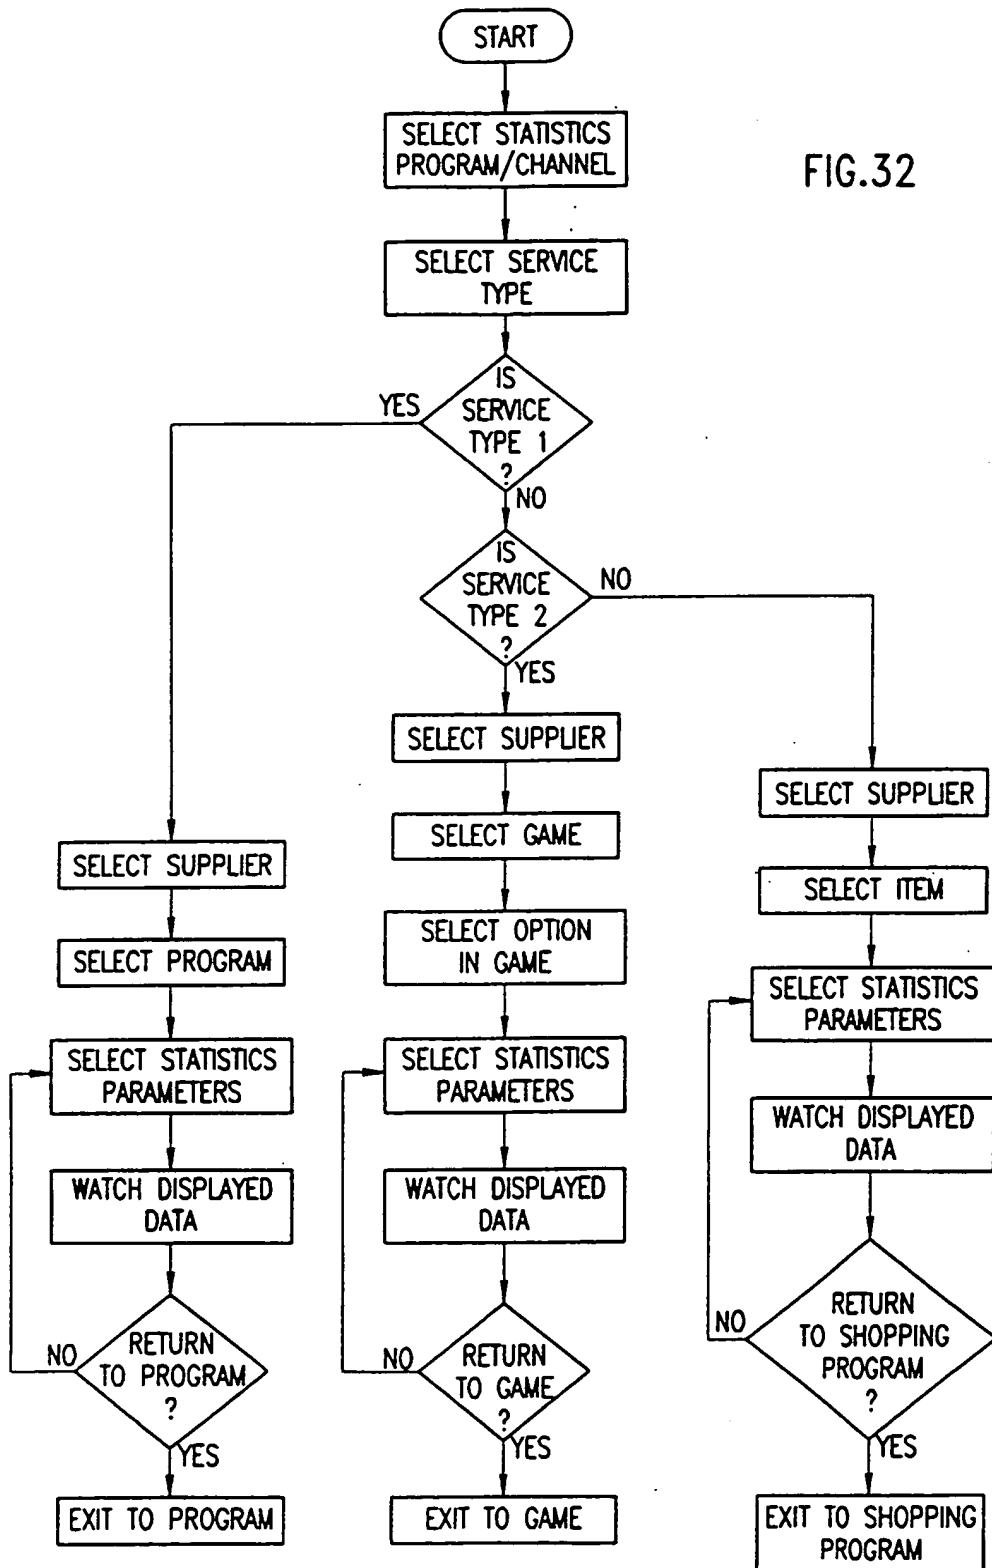 START
SELECT STATISTICS
PROGRAM/CHANNEL
FIG.32
SELECT SERVICE
TYPE
IS
SERVICE
TYPE 1
?
YES
NO
IS
SERVICE
TYPE 2
?
NO
YES
SELECT SUPPLIER
SELECT GAME
SELECT OPTION
IN GAME
SELECT STATISTICS
PARAMETERS
WATCH DISPLAYED
DATA
RETURN
TO GAME
?
NO
YES
EXIT TO GAME
SELECT SUPPLIER
SELECT PROGRAM
SELECT STATISTICS
PARAMETERS
WATCH DISPLAYED
DATA
RETURN
TO PROGRAM
?
NO
YES
EXIT TO PROGRAM
SELECT SUPPLIER
SELECT ITEM
SELECT STATISTICS
PARAMETERS
WATCH DISPLAYED
DATA
RETURN
TO SHOPPING
PROGRAM
?
NO
YES
EXIT TO SHOPPING
PROGRAM